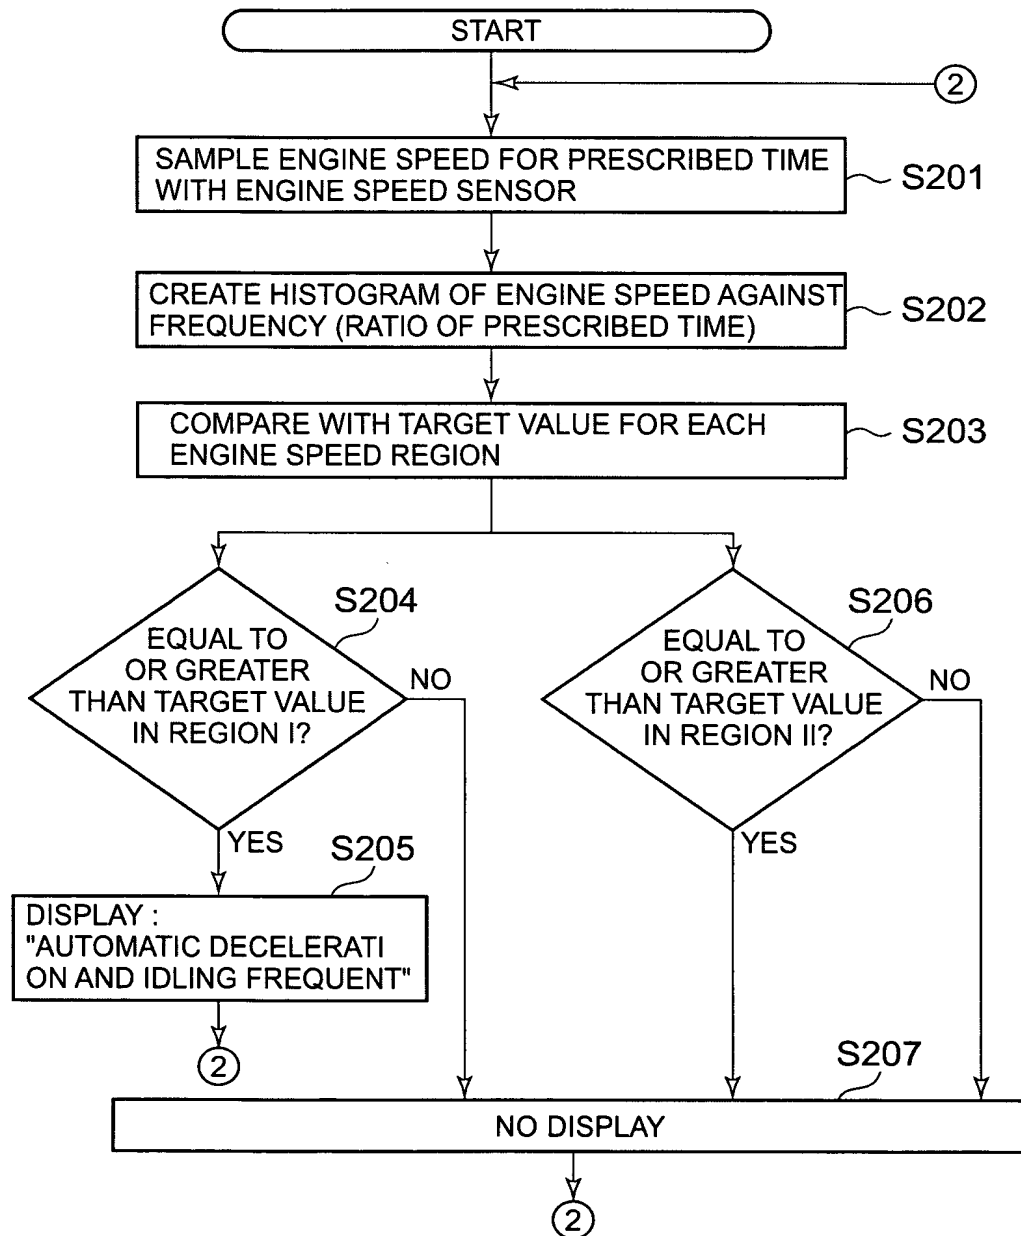 START
2
SAMPLE ENGINE SPEED FOR PRESCRIBED TIME
WITH ENGINE SPEED SENSOR
S201
CREATE HISTOGRAM OF ENGINE SPEED AGAINST
FREQUENCY (RATIO OF PRESCRIBED TIME)
S202
COMPARE WITH TARGET VALUE FOR EACH
ENGINE SPEED REGION
S203
S204
EQUAL TO
OR GREATER
THAN TARGET VALUE
IN REGION I?
NO
YES
S206
EQUAL TO
OR GREATER
THAN TARGET VALUE
IN REGION II?
NO
YES
S205
DISPLAY :
"AUTOMATIC DECELERATI
ON AND IDLING FREQUENT"
2
S207
NO DISPLAY
2